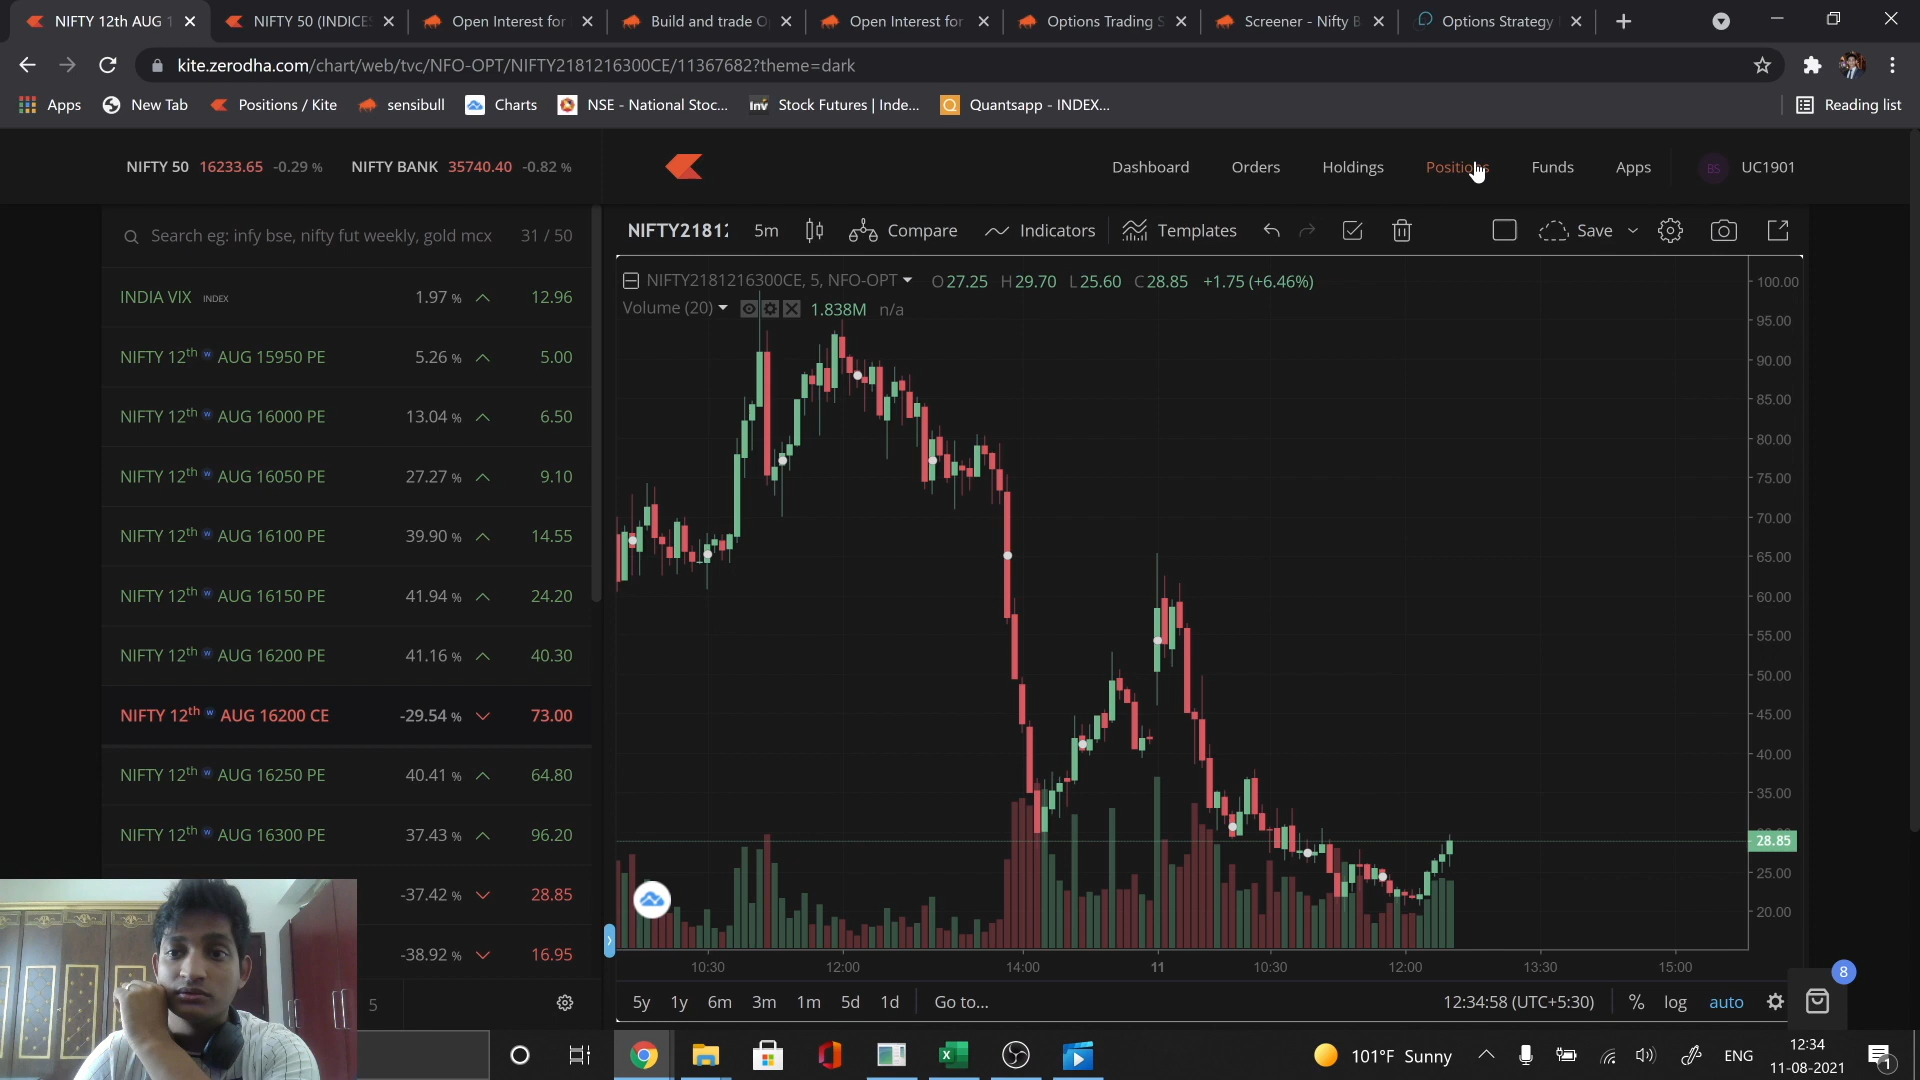 NIFTY 12th AUG 1
NIFTY 50 (INDICES
Open Interest for
Build and trade O
Open Interest for
Options Trading S
Screener - Nifty B
Options Strategy
kite.zerodha.com/chart/web/tvc/NFO-OPT/NIFTY2181216300CE/11367682?theme=dark
Apps
New Tab
Positions / Kite
sensibull
Charts
NSE - National Stoc...
Inv
Stock Futures | Inde...
Q
Quantsapp - INDEX...
Reading list
NIFTY 50 16233.65 -0.29 %
NIFTY BANK 35740.40 -0.82 %
Dashboard
Orders
Holdings
Positions
Funds
Apps
BS
UC1901
Search eg: infy bse, nifty fut weekly, gold mcx 31 / 50
INDIA VIX INDEX 1.97 % 12.96
NIFTY 12th w AUG 15950 PE 5.26 % 5.00
NIFTY 12th w AUG 16000 PE 13.04 % 6.50
NIFTY 12th w AUG 16050 PE 27.27 % 9.10
NIFTY 12th w AUG 16100 PE 39.90 % 14.55
NIFTY 12th w AUG 16150 PE 41.94 % 24.20
NIFTY 12th w AUG 16200 PE 41.16 % 40.30
NIFTY 12th w AUG 16200 CE -29.54 % 73.00
NIFTY 12th w AUG 16250 PE 40.41 % 64.80
NIFTY 12th w AUG 16300 PE 37.43 % 96.20
-37.42 % 28.85
-38.92 % 16.95
5
NIFTY2181
5m
Compare
Indicators
Templates
Save
NIFTY2181216300CE, 5, NFO-OPT O27.25 H29.70 L25.60 C28.85 +1.75 (+6.46%)
Volume (20) 1.838M n/a
100.00
95.00
90.00
85.00
80.00
75.00
70.00
65.00
60.00
55.00
50.00
45.00
40.00
35.00
28.85
25.00
20.00
10:30 12:00 14:00 11 10:30 12:00 13:30 15:00
8
5y 1y 6m 3m 1m 5d 1d Go to... 12:34:58 (UTC+5:30) % log auto
101°F Sunny
ENG
12:34
11-08-2021
1